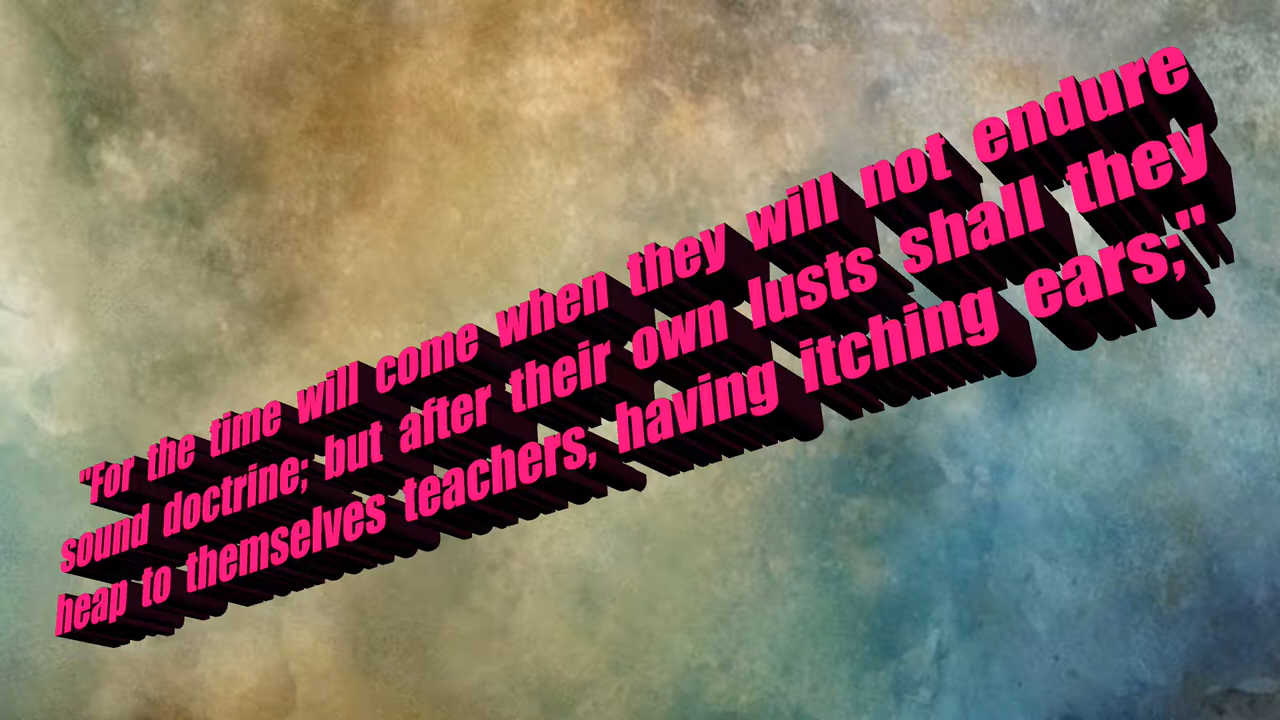 "For the time will come when they will not endure
sound doctrine; but after their own lusts shall they
heap to themselves teachers, having itching ears;"